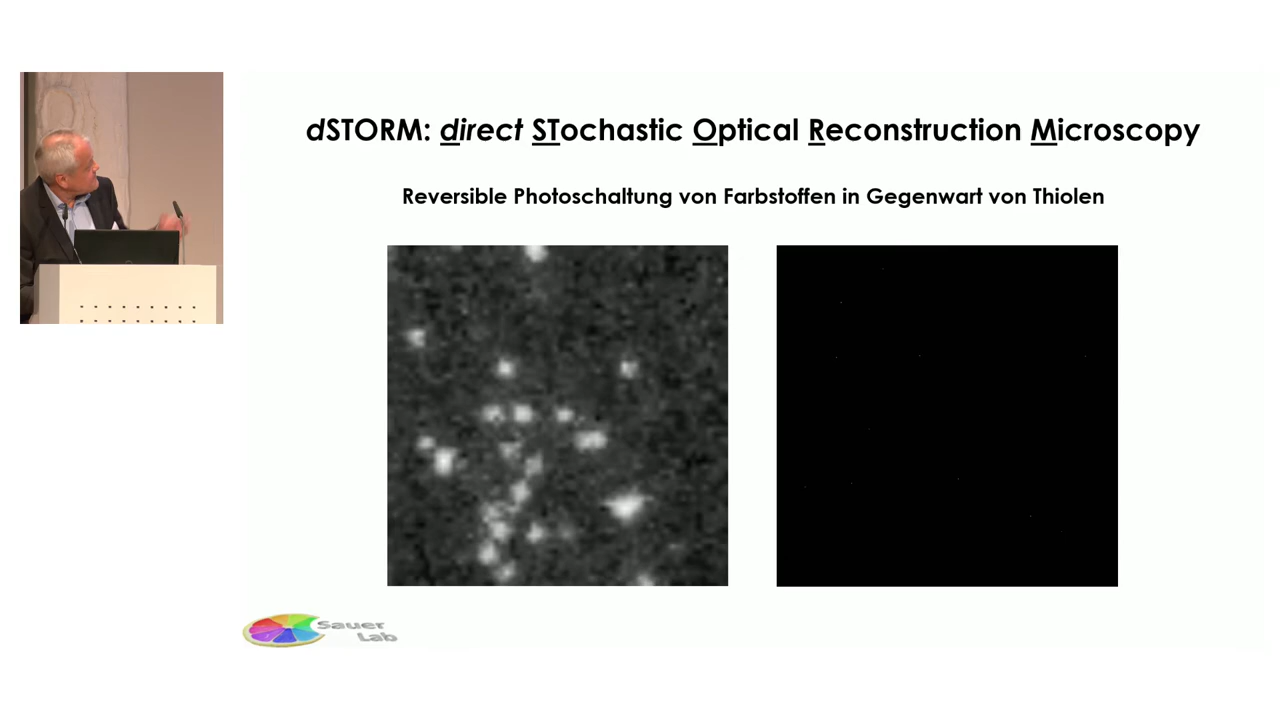 dSTORM: direct STochastic Optical Reconstruction Microscopy
Reversible Photoschaltung von Farbstoffen in Gegenwart von Thiolen
Sauer
Lab